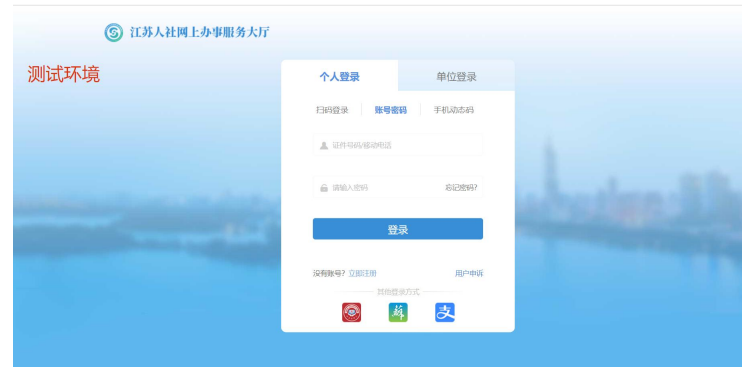 江苏人社网上办事服务大厅
测试环境
个人登录 单位登录
扫码登录 账号密码 手机动态码
证件号码/移动电话
请输入密码 忘记密码?
登录
没有账号? 立即注册 用户申诉
其他登录方式
苏 支